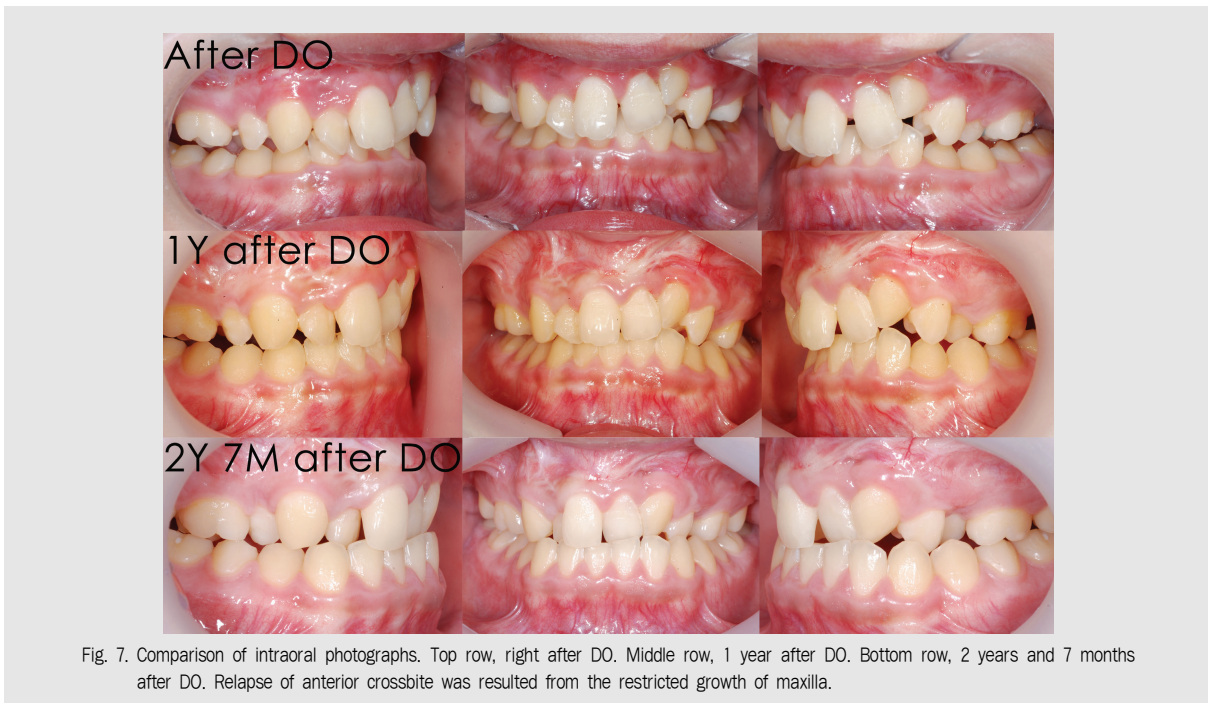 After DO
1Y after DO
2Y 7M after DO
Fig. 7. Comparison of intraoral photographs. Top row, right after DO. Middle row, 1 year after DO. Bottom row, 2 years and 7 months
after DO. Relapse of anterior crossbite was resulted from the restricted growth of maxilla.